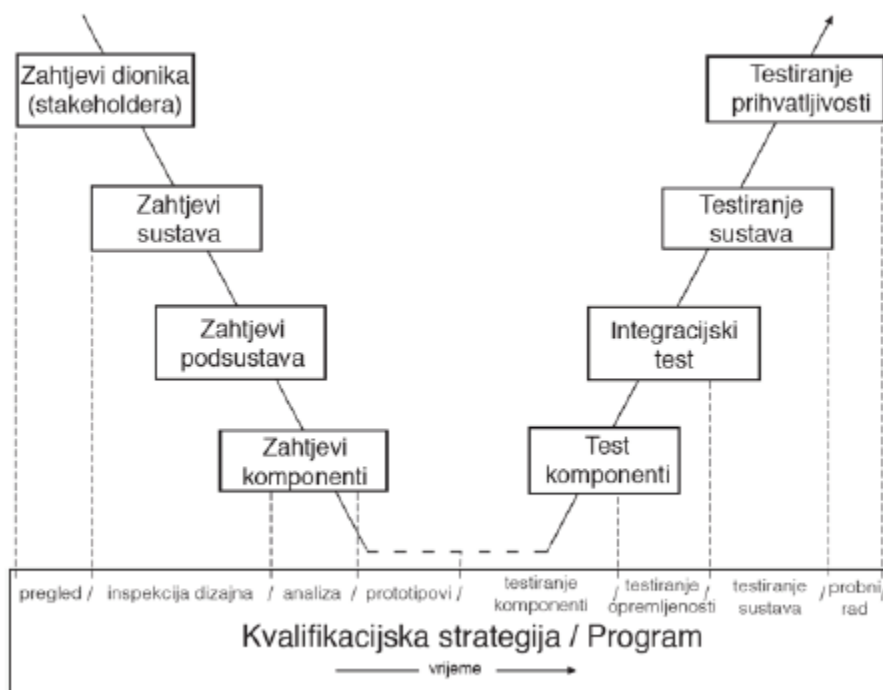 Zahtjevi dionika
(stakeholdera)
Testiranje
prihvatljivosti
Zahtjevi
sustava
Testiranje
sustava
Zahtjevi
podsustava
Integracijski
test
Zahtjevi
komponenti
Test
komponenti
pregled / inspekcija dizajna / analiza / prototipovi / testiranje komponenti / testiranje opremljenosti / testiranje sustava / probni rad /
Kvalifikacijska strategija / Program
vrijeme